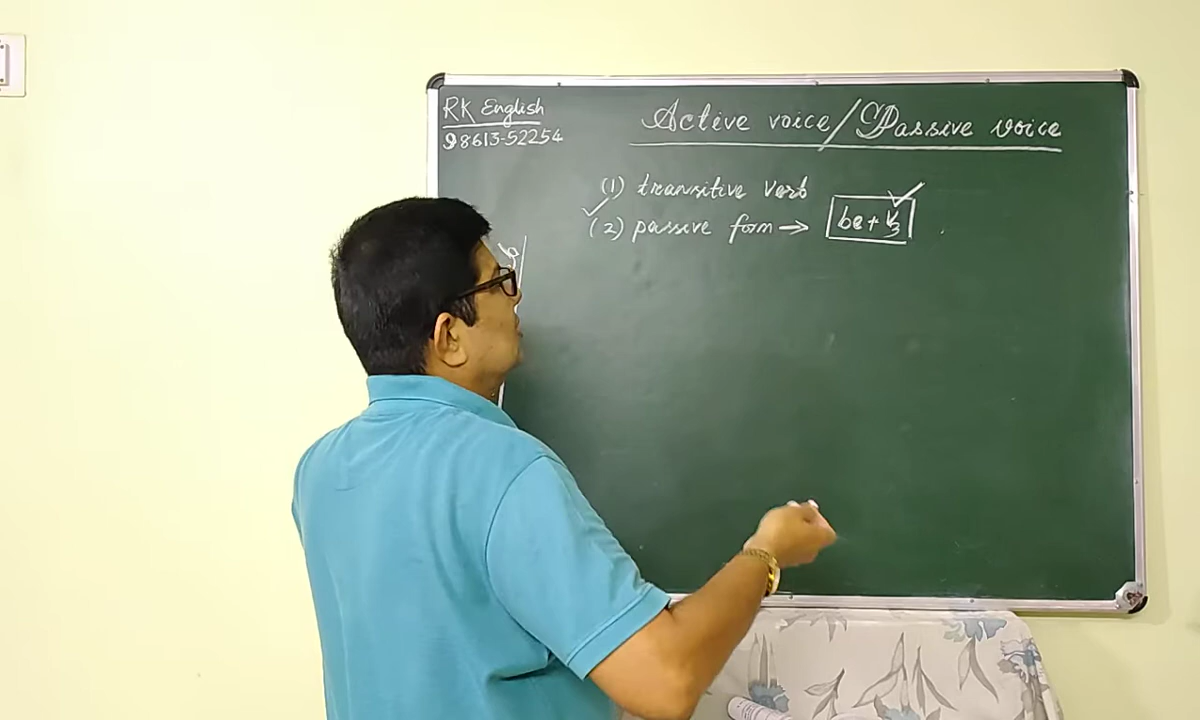 RK English
98613-52254
Active voice/Passive voice
(1) transitive verb
(2) passive form → be + V3